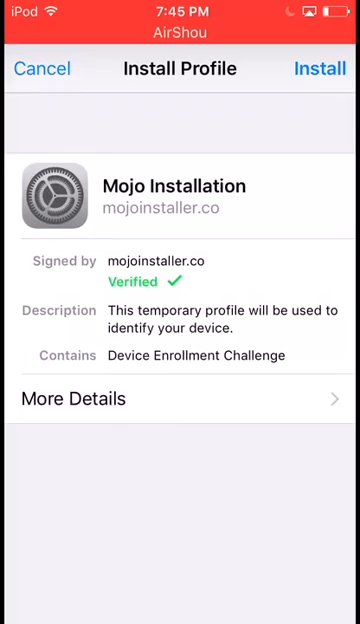 iPod 7:45 PM
AirShou
Cancel Install Profile Install
Mojo Installation
mojoinstaller.co
Signed by mojoinstaller.co
Verified
Description This temporary profile will be used to
identify your device.
Contains Device Enrollment Challenge
More Details